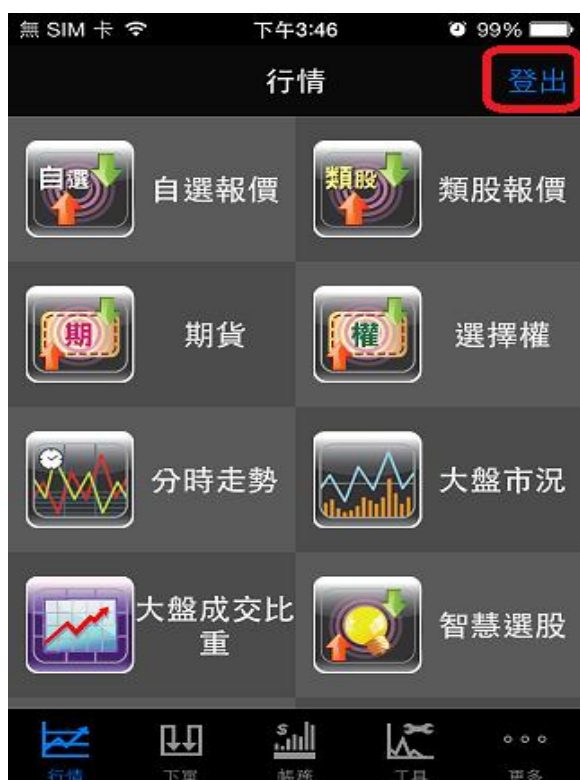 無 SIM 卡 下午3:46 99%
行情 登出
自選 自選報價 類股 類股報價
期 期貨 權 選擇權
分時走勢 大盤市況
大盤成交比
重 智慧選股
$
行情 下單 帳務 工具 更多